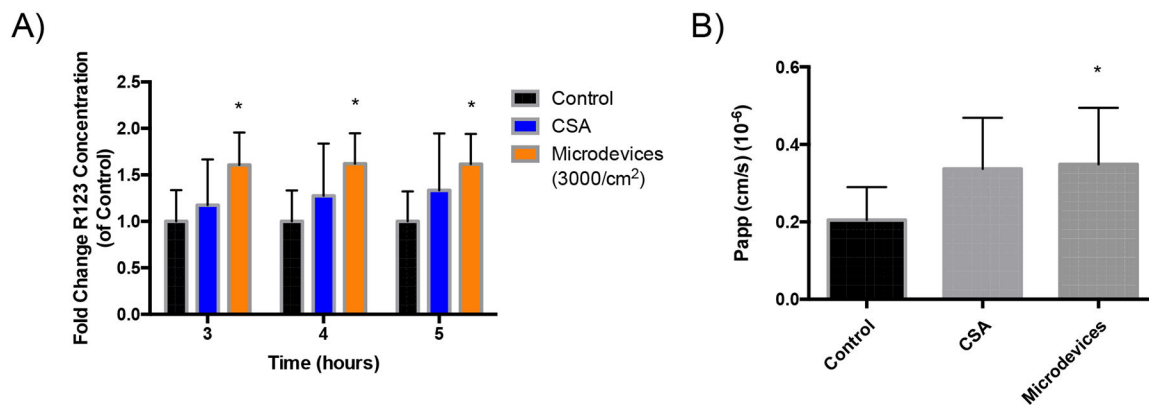 A)
Fold Change R123 Concentration
(of Control)
2.5
2.0
1.5
1.0
0.5
0.0
* * *
3 4 5
Time (hours)
Control
CSA
Microdevices
(3000/cm²)
B)
Papp (cm/s) (10⁻⁶)
0.6
0.4
0.2
0.0
*
Control
CSA
Microdevices